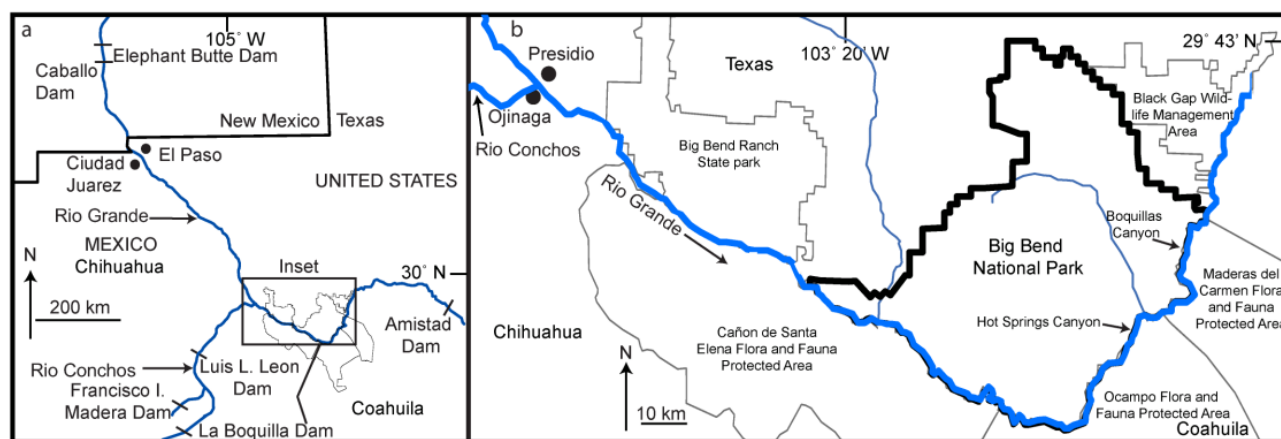 a
105° W
Elephant Butte Dam
Caballo
Dam
New Mexico
Texas
El Paso
Ciudad
Juarez
UNITED STATES
Rio Grande
N
MEXICO
Chihuahua
Inset
30° N
200 km
Amistad
Dam
Rio Conchos
Luis L. Leon
Dam
Francisco I.
Madera Dam
Coahuila
La Boquilla Dam
b
Presidio
Texas
103° 20' W
29° 43' N
Ojinaga
Black Gap Wild-
life Management
Area
Rio Conchos
Big Bend Ranch
State park
Rio Grande
Boquillas
Canyon
Big Bend
National Park
Maderas del
Carmen Flora
and Fauna
Protected Area
Hot Springs Canyon
Chihuahua
Cañon de Santa
Elena Flora and Fauna
Protected Area
N
10 km
Ocampo Flora and
Fauna Protected Area
Coahuila